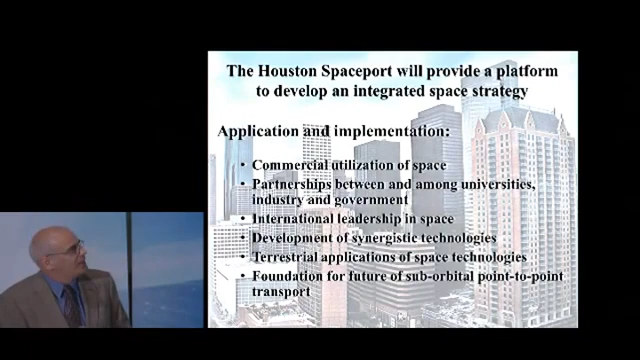 The Houston Spaceport will provide a platform
to develop an integrated space strategy
Application and implementation:
• Commercial utilization of space
• Partnerships between and among universities,
industry and government
• International leadership in space
• Development of synergistic technologies
• Terrestrial applications of space technologies
• Foundation for future of sub-orbital point-to-point
transport